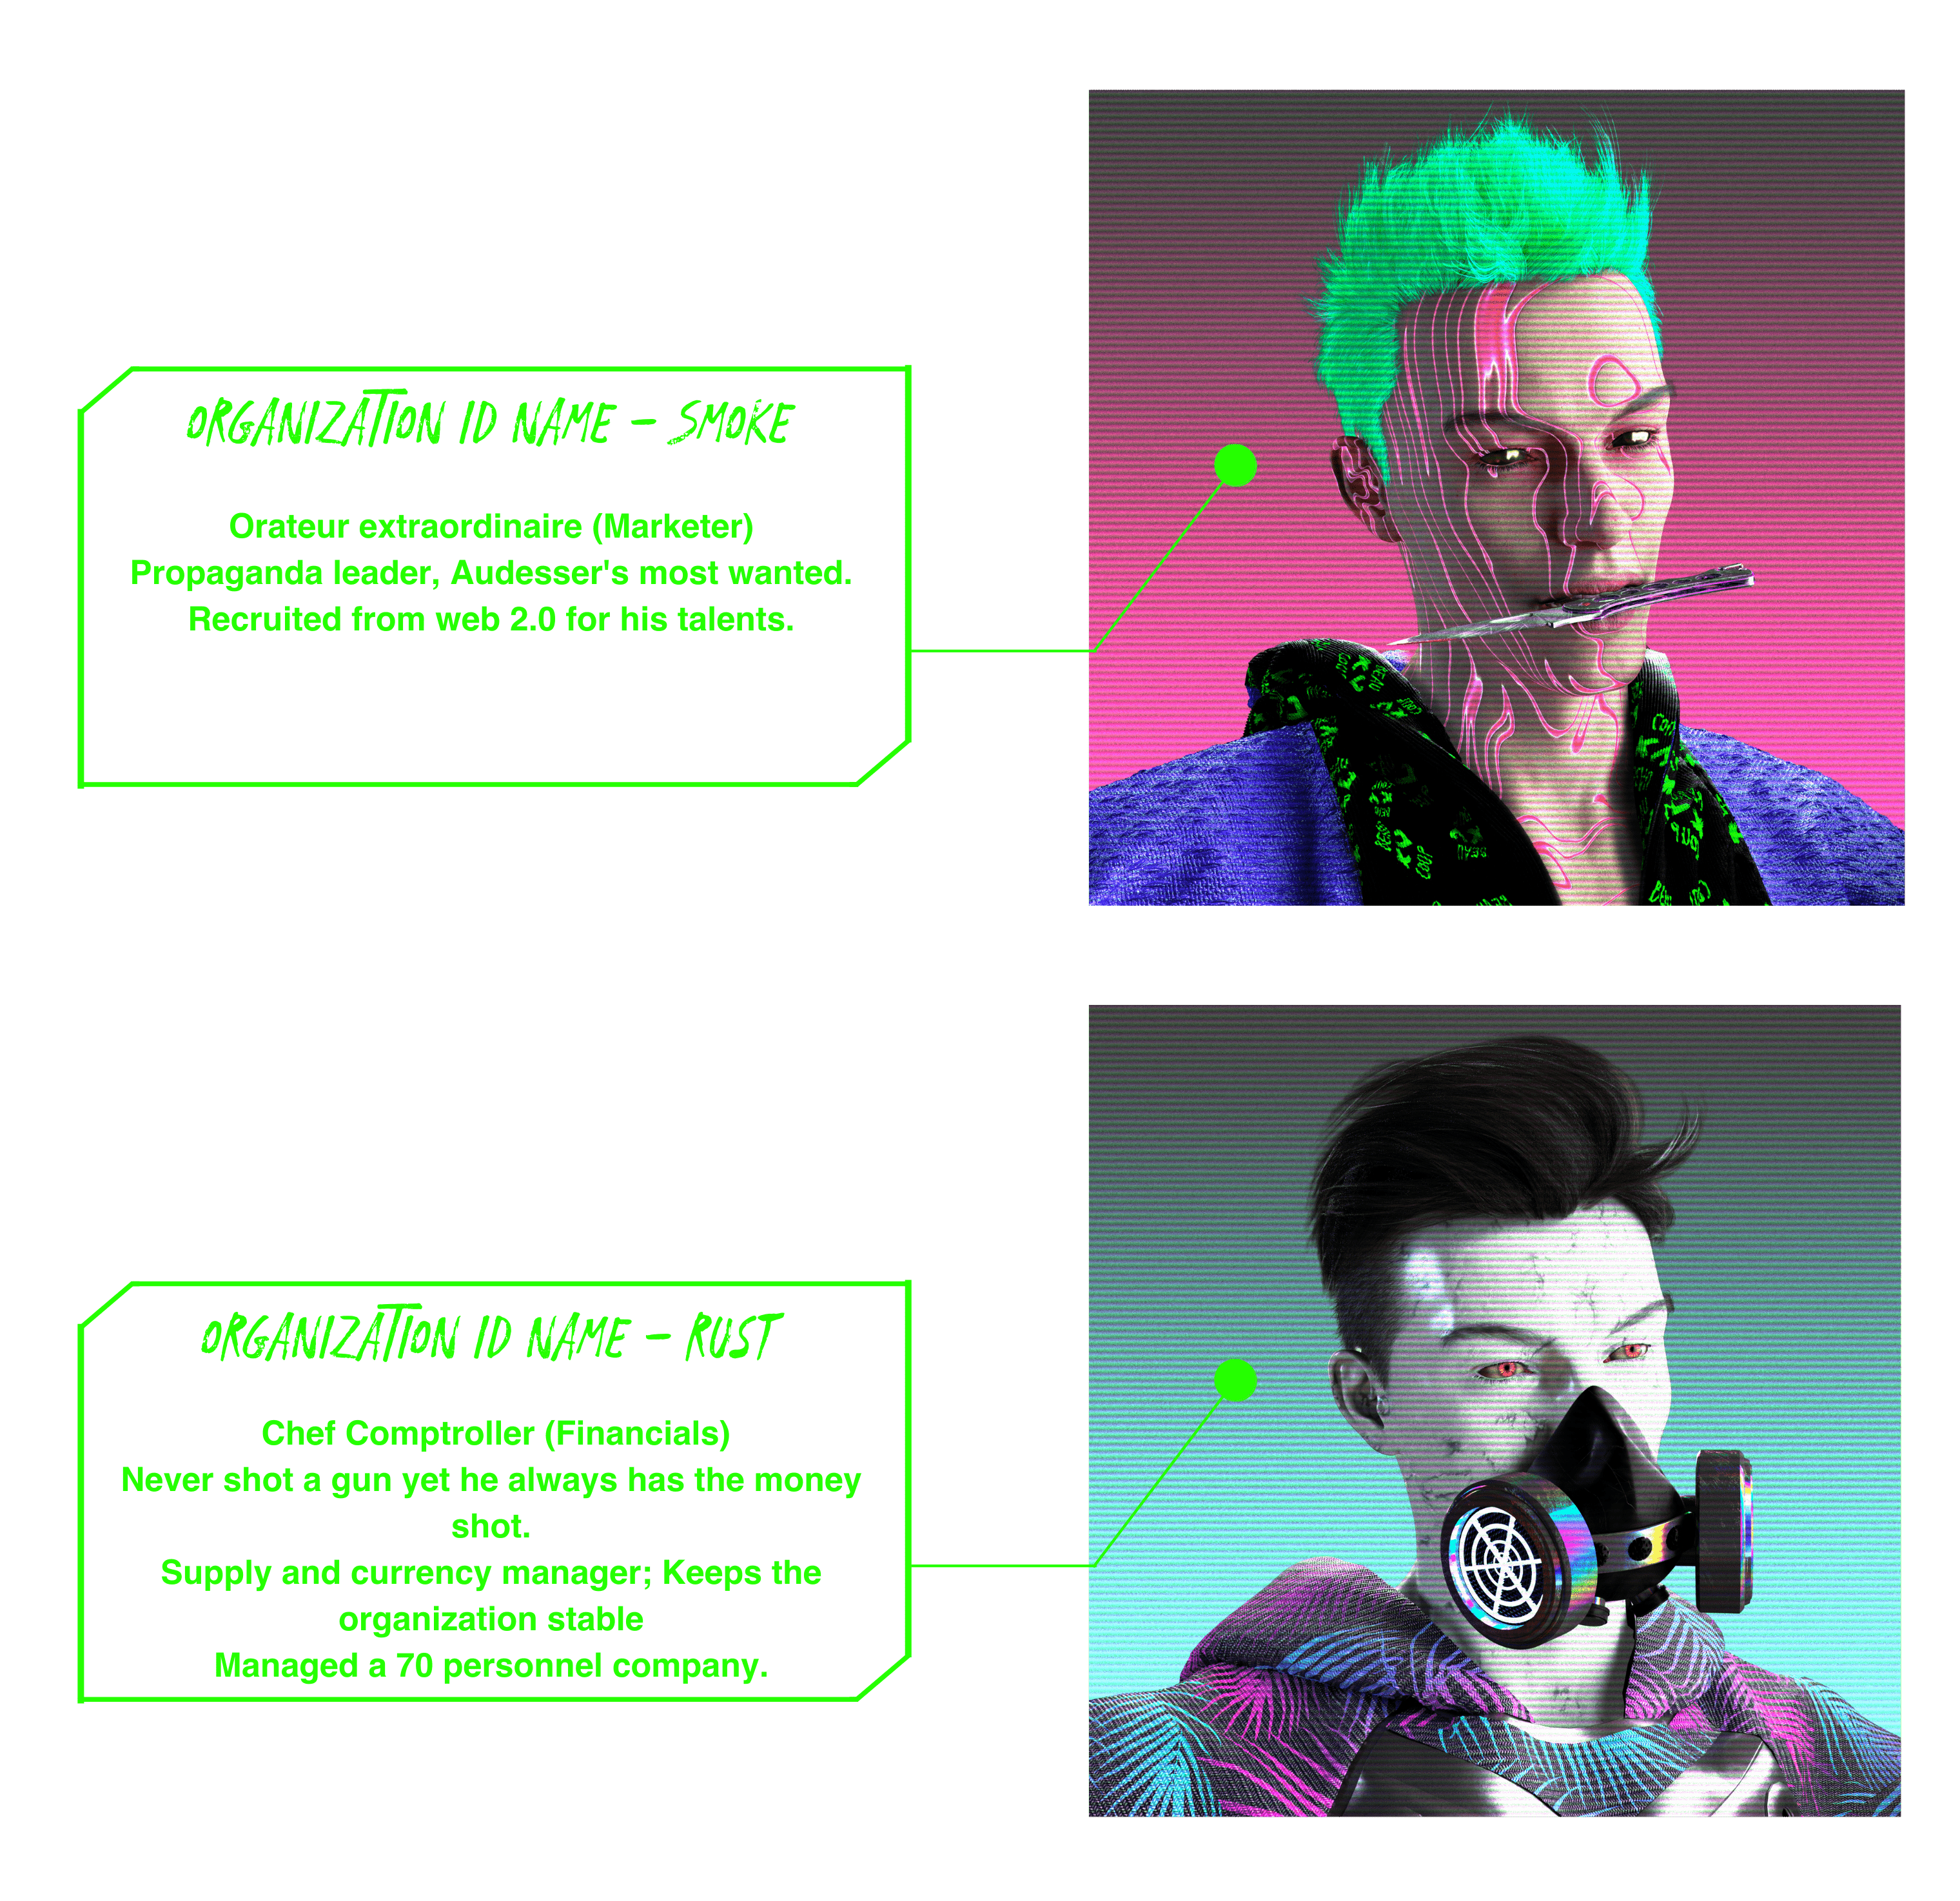 ORGANIZATION ID NAME - SMOKE
Orateur extraordinaire (Marketer)
Propaganda leader, Audesser's most wanted.
Recruited from web 2.0 for his talents.
ORGANIZATION ID NAME - RUST
Chef Comptroller (Financials)
Never shot a gun yet he always has the money
shot.
Supply and currency manager; Keeps the
organization stable
Managed a 70 personnel company.